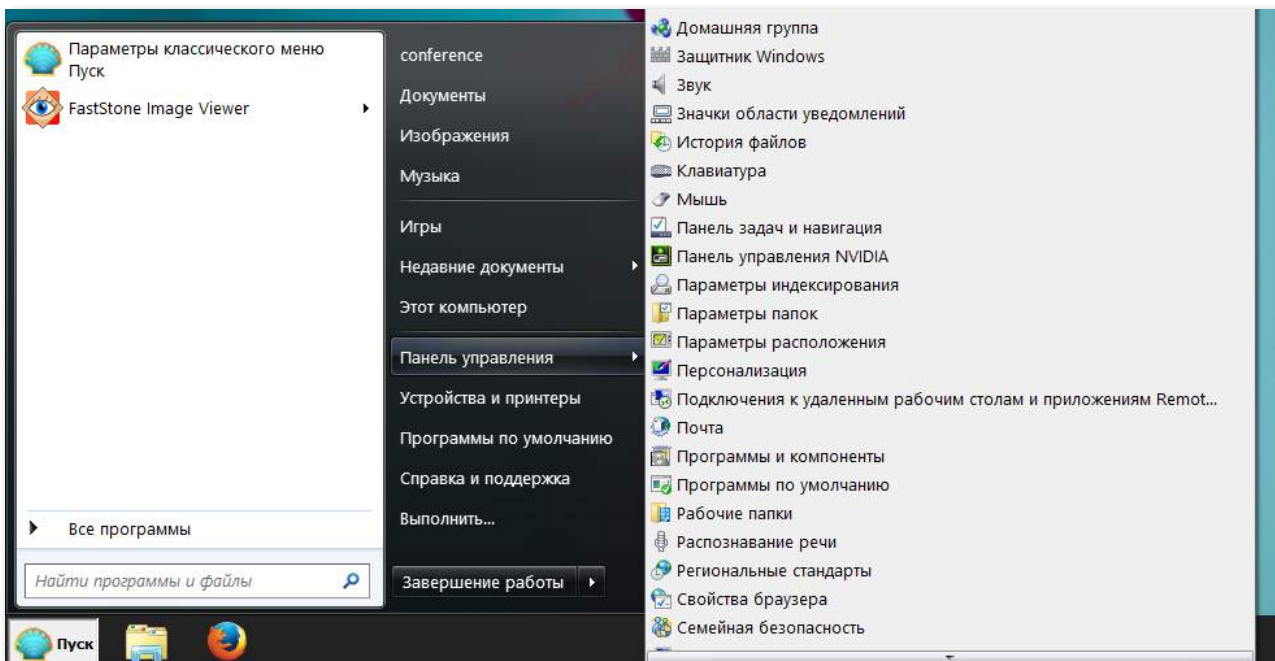 Параметры классического меню
Пуск
FastStone Image Viewer
Все программы
Найти программы и файлы
conference
Документы
Изображения
Музыка
Игры
Недавние документы
Этот компьютер
Панель управления
Устройства и принтеры
Программы по умолчанию
Справка и поддержка
Выполнить...
Завершение работы
Домашняя группа
Защитник Windows
Звук
Значки области уведомлений
История файлов
Клавиатура
Мышь
Панель задач и навигация
Панель управления NVIDIA
Параметры индексирования
Параметры папок
Параметры расположения
Персонализация
Подключения к удаленным рабочим столам и приложениям Remot...
Почта
Программы и компоненты
Программы по умолчанию
Рабочие папки
Распознавание речи
Региональные стандарты
Свойства браузера
Семейная безопасность
Пуск